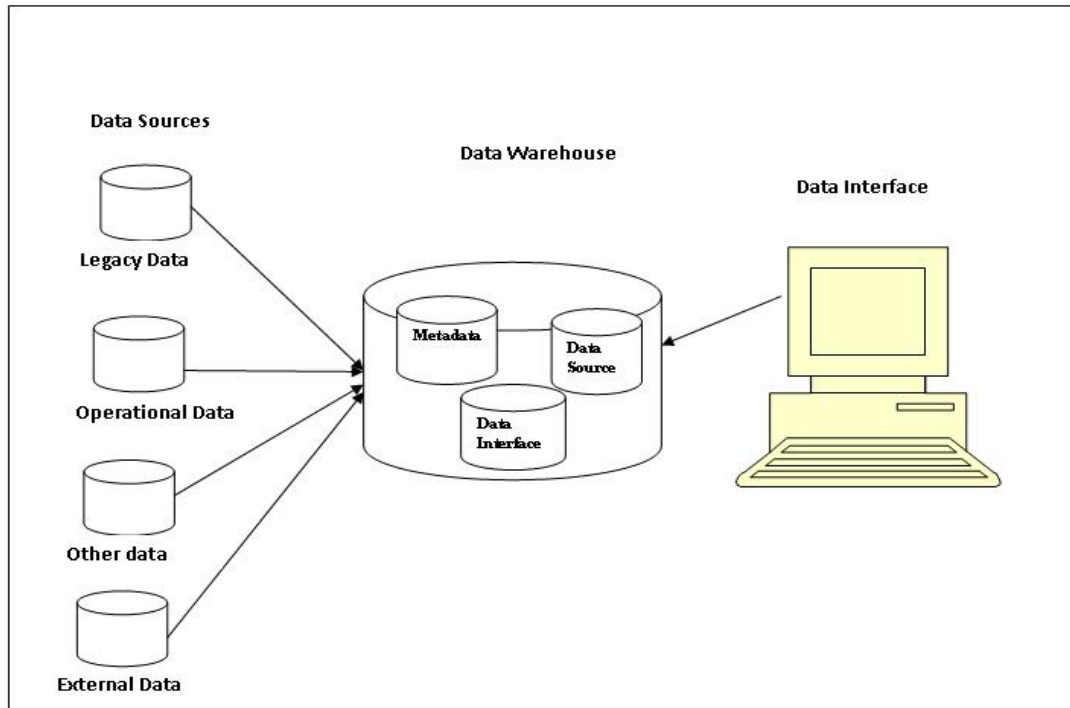 Data Sources
Data Warehouse
Data Interface
Legacy Data
Metadata
Data
Source
Operational Data
Data
Interface
Other data
External Data